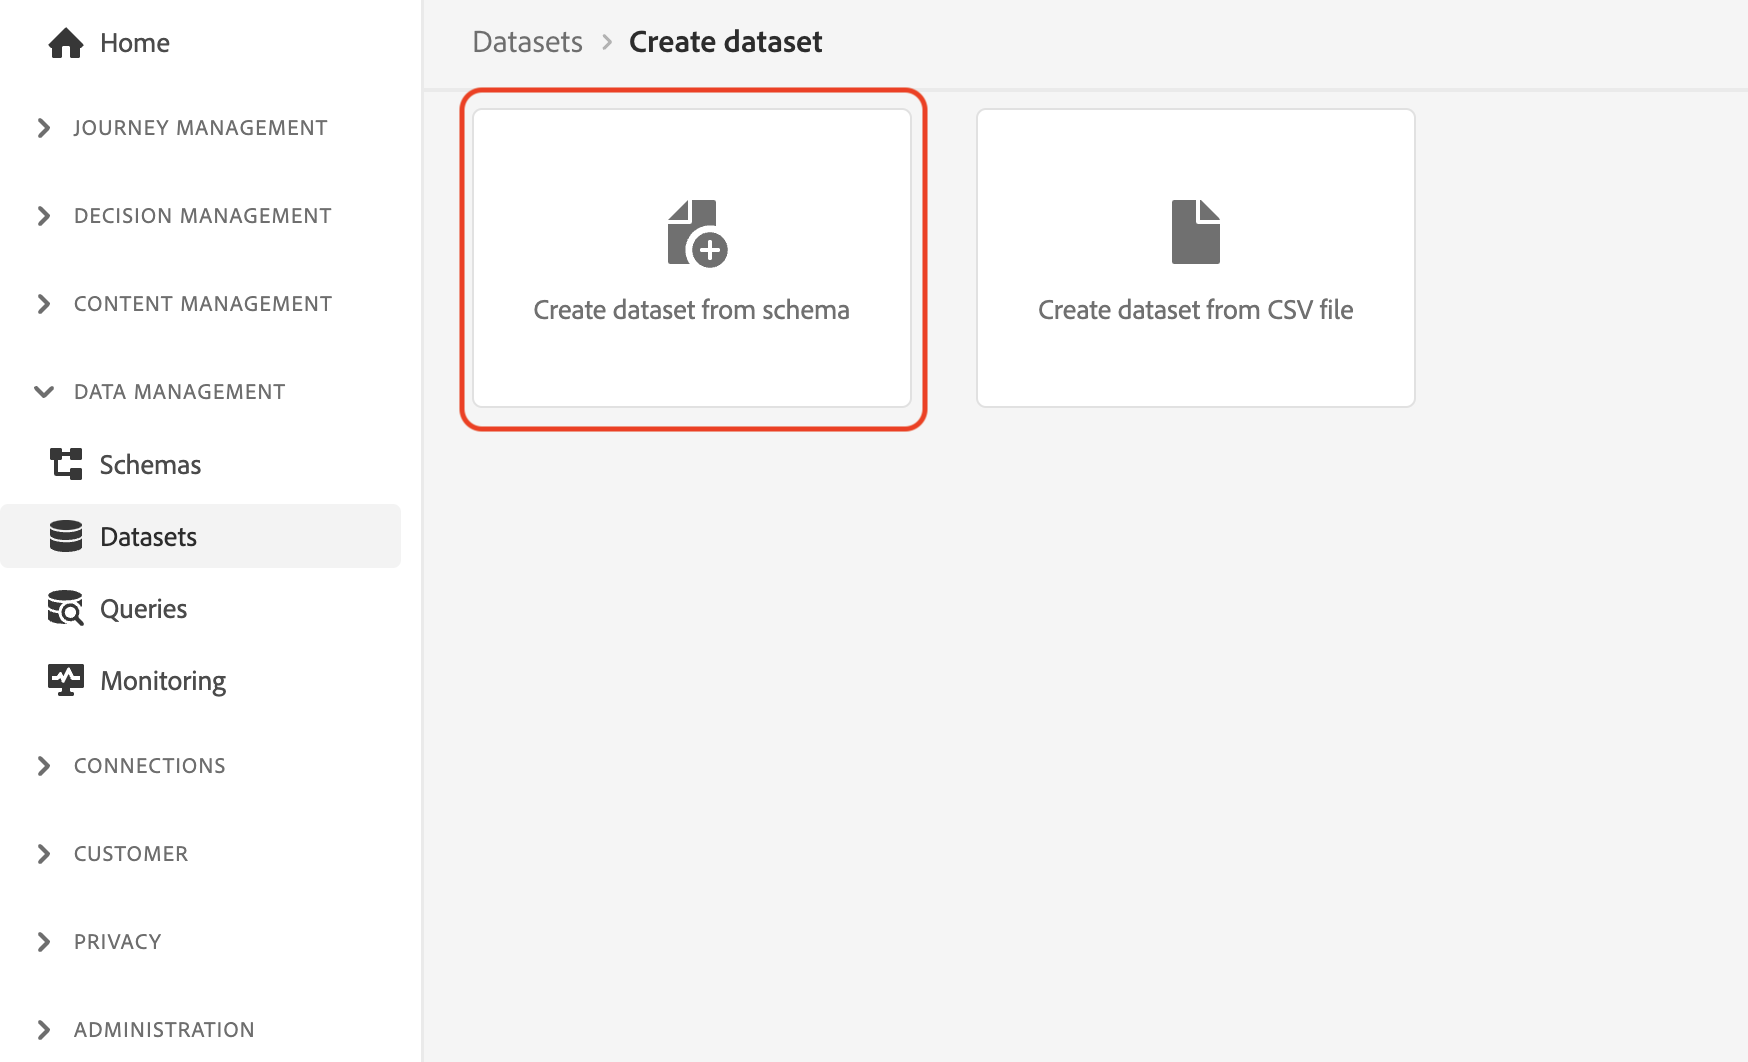 Home
JOURNEY MANAGEMENT
DECISION MANAGEMENT
CONTENT MANAGEMENT
DATA MANAGEMENT
Schemas
Datasets
Queries
Monitoring
CONNECTIONS
CUSTOMER
PRIVACY
ADMINISTRATION
Datasets > Create dataset
Create dataset from schema
Create dataset from CSV file